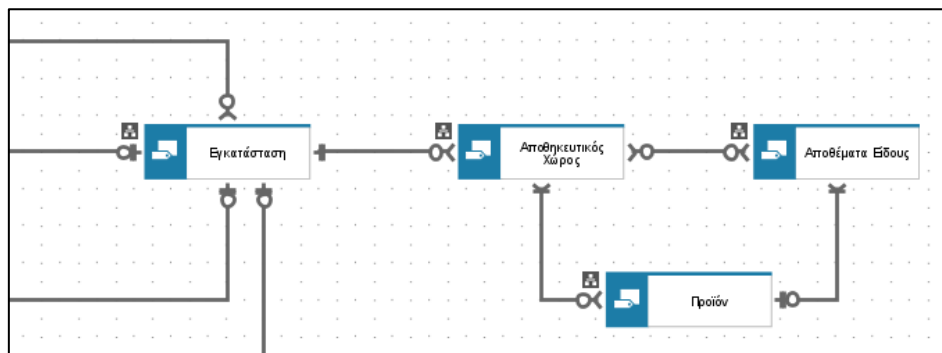 Εγκατάσταση
Αποθηκευτικός
Χώρος
Αποθέματα Είδους
Προϊόν